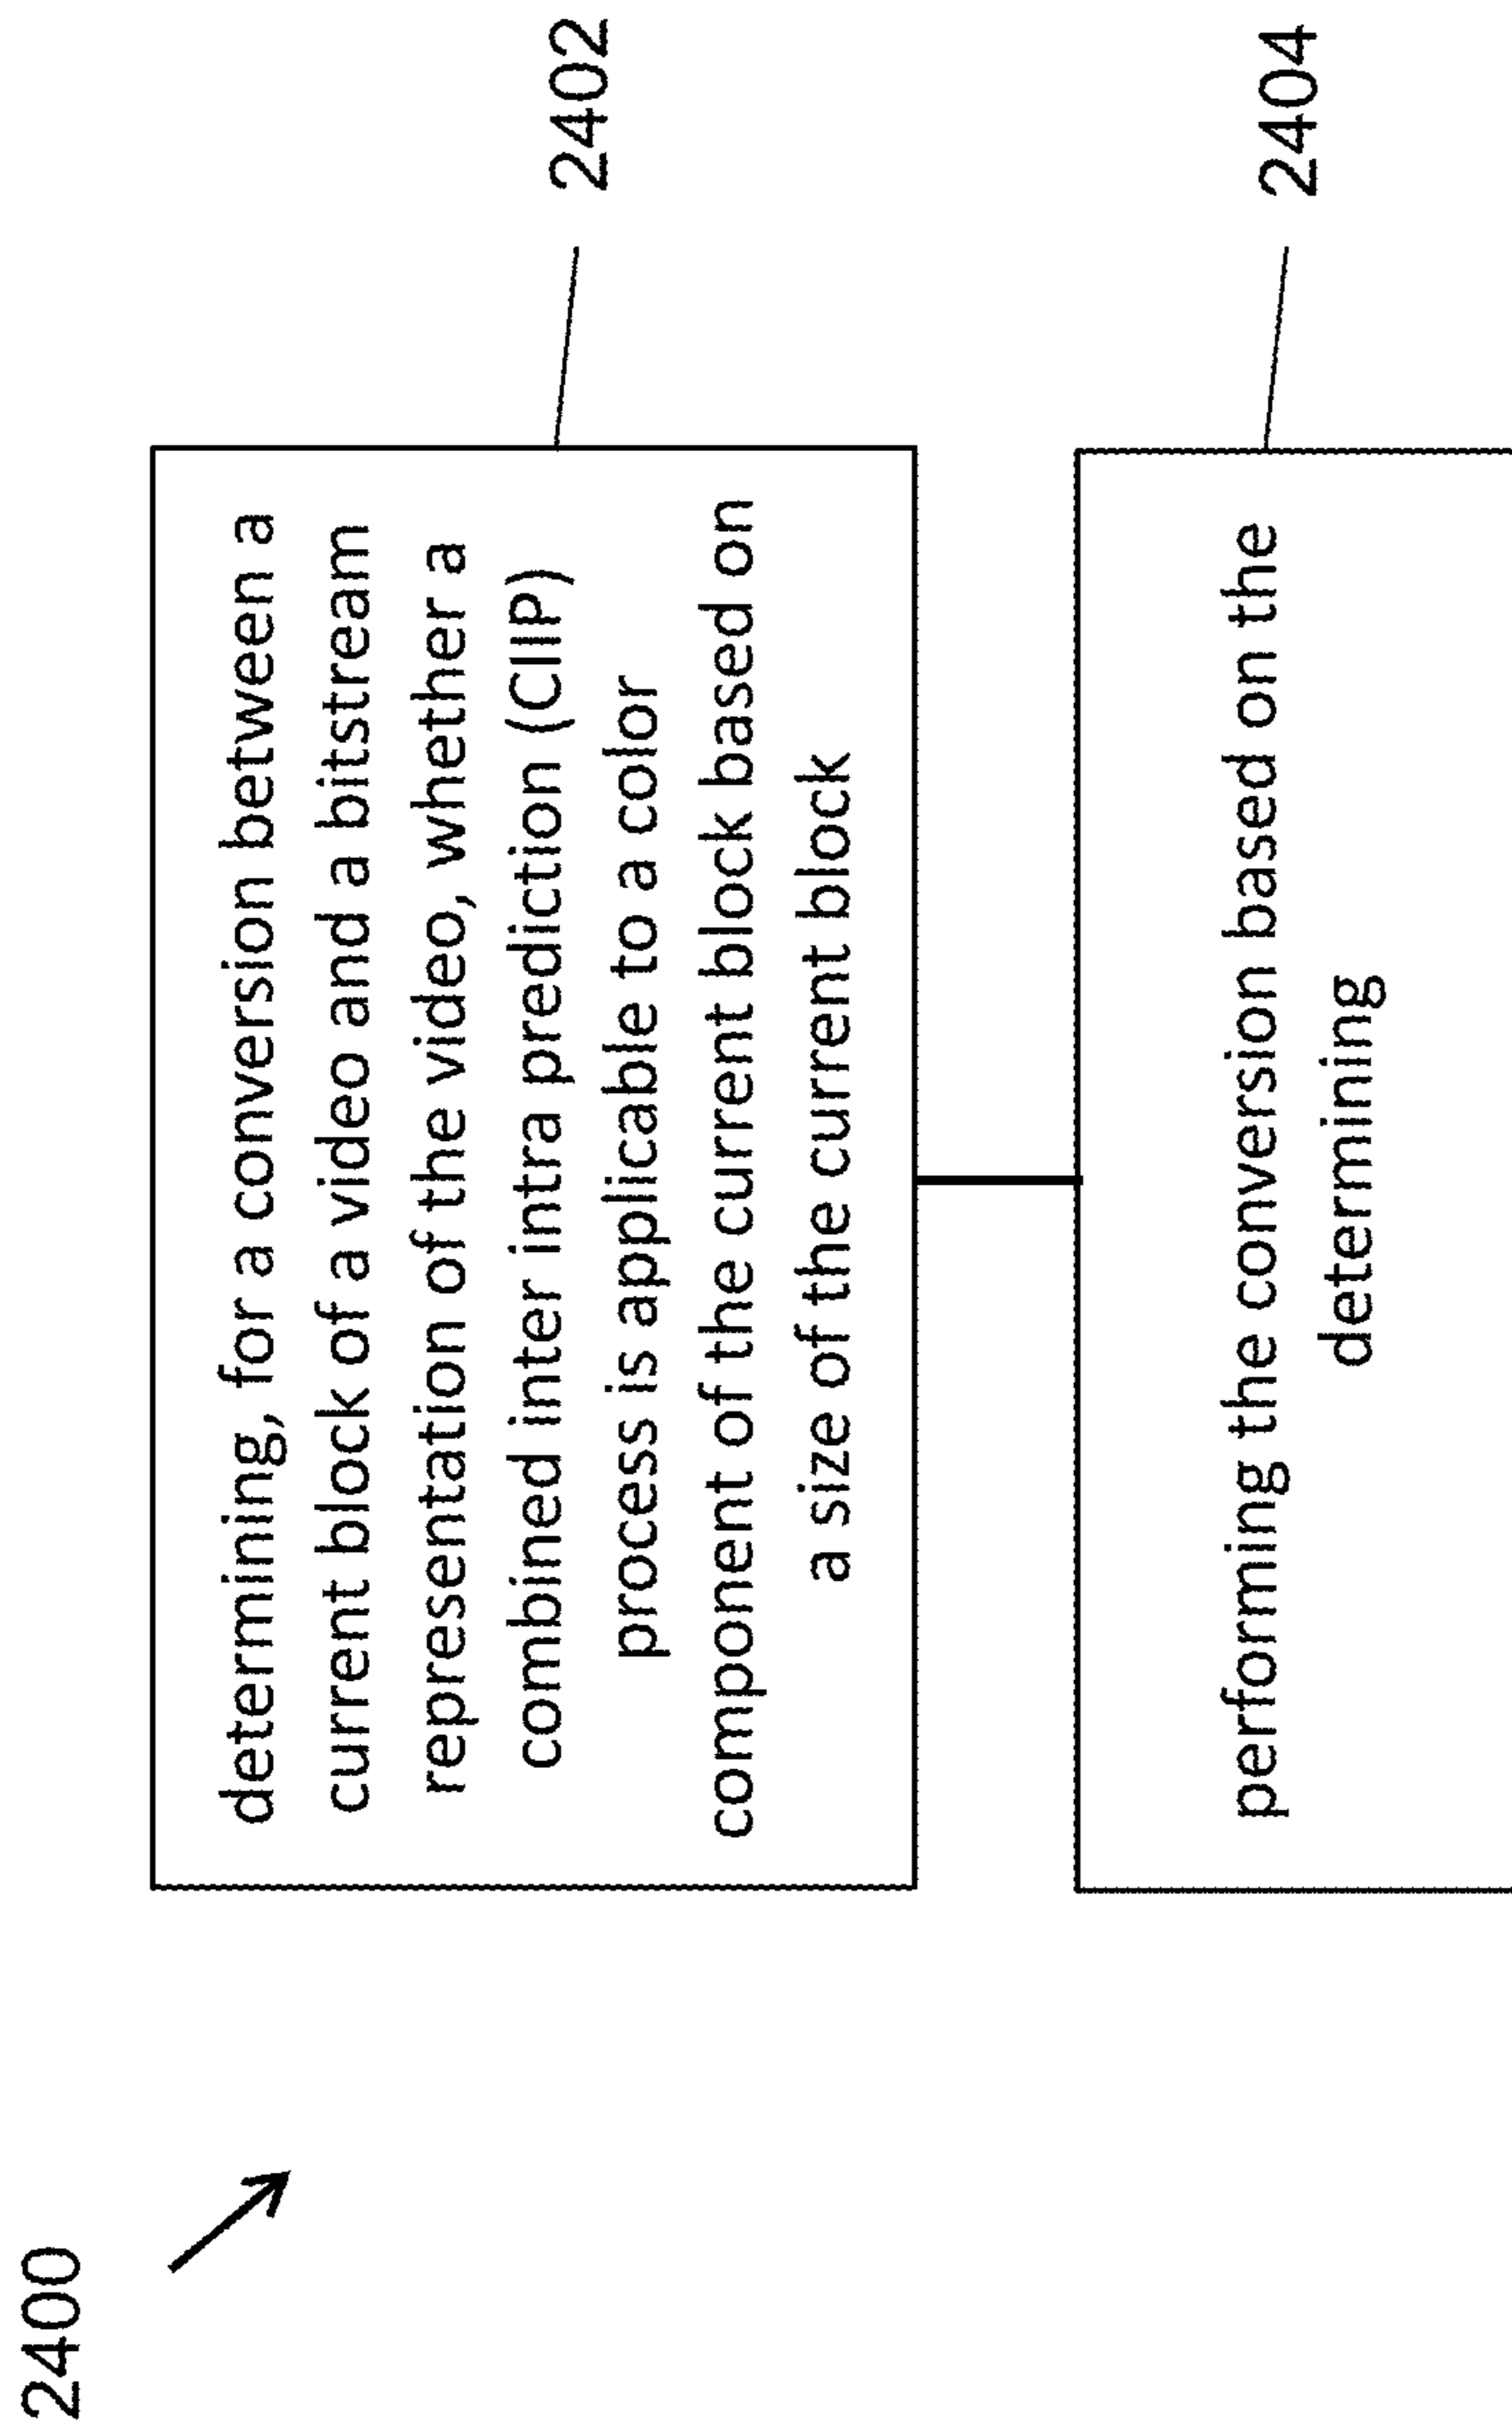 2400
determining, for a conversion between a
current block of a video and a bitstream
representation of the video, whether a
combined inter intra prediction (CIIP)
process is applicable to a color
component of the current block based on
a size of the current block
2402
performing the conversion based on the
determining
2404